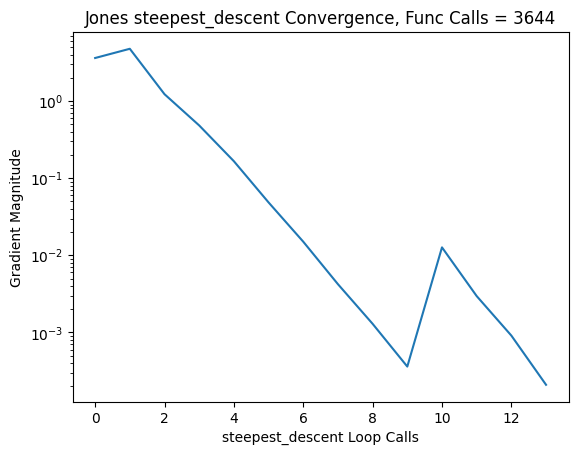 Jones steepest_descent Convergence, Func Calls = 3644
Gradient Magnitude
10⁰
10⁻¹
10⁻²
10⁻³
0 2 4 6 8 10 12
steepest_descent Loop Calls